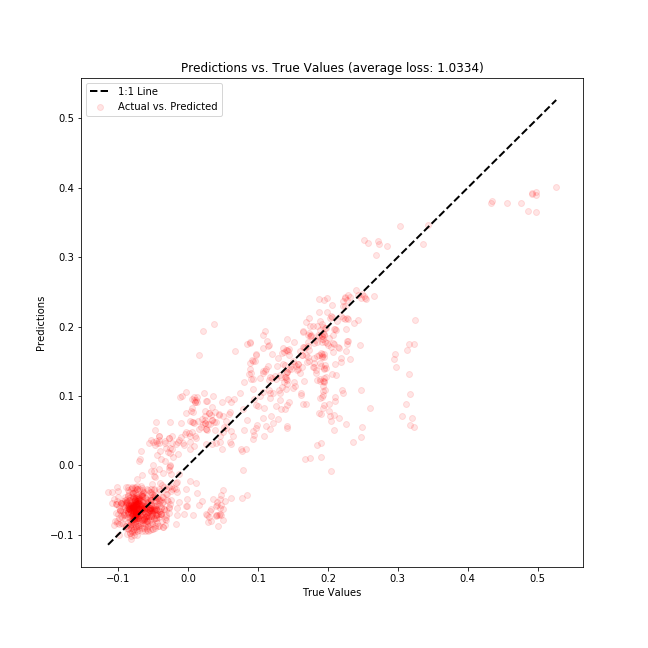 Predictions vs. True Values (average loss: 1.0334)
1:1 Line
Actual vs. Predicted
0.5
0.4
0.3
0.2
0.1
0.0
−0.1
Predictions
−0.1 0.0 0.1 0.2 0.3 0.4 0.5
True Values